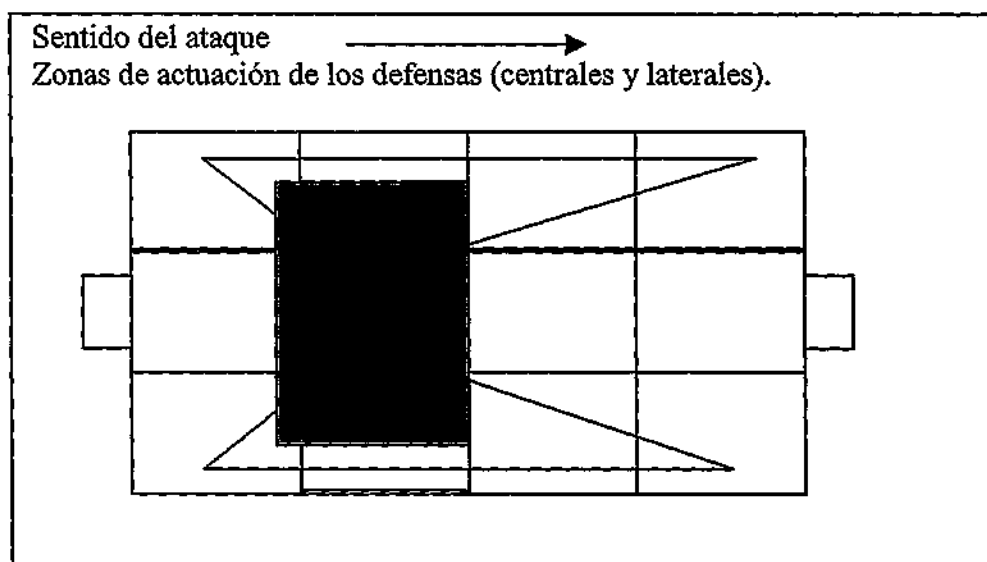 Sentido del ataque
Zonas de actuación de los defensas (centrales y laterales).